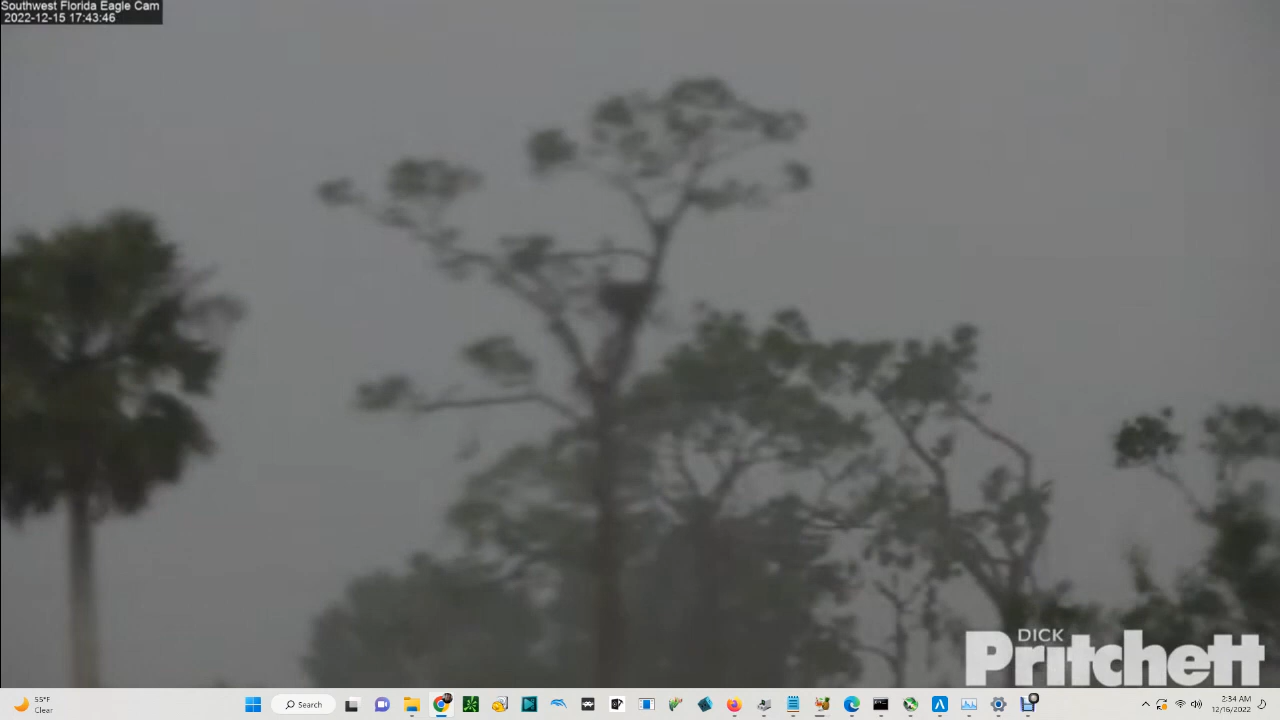 Southwest Florida Eagle Cam
2022-12-15 17:43:46
DICK
Pritchett
55°F
Clear
Search
3:34 AM
12/16/2022